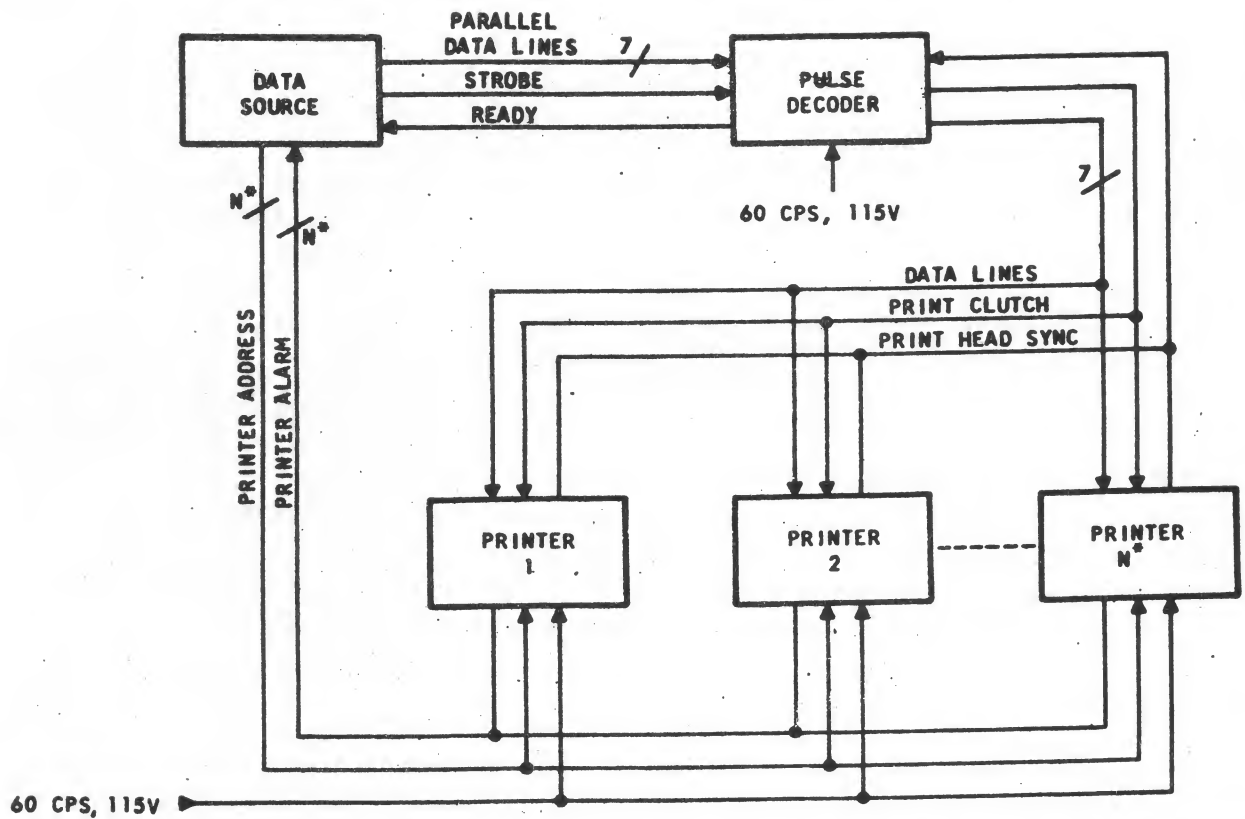 PARALLEL
DATA LINES 7
DATA
SOURCE
STROBE
READY
PULSE
DECODER
7
N*
N*
60 CPS, 115V
DATA LINES
PRINT CLUTCH
PRINT HEAD SYNC
PRINTER ADDRESS
PRINTER ALARM
PRINTER
1
PRINTER
2
PRINTER
N*
60 CPS, 115V